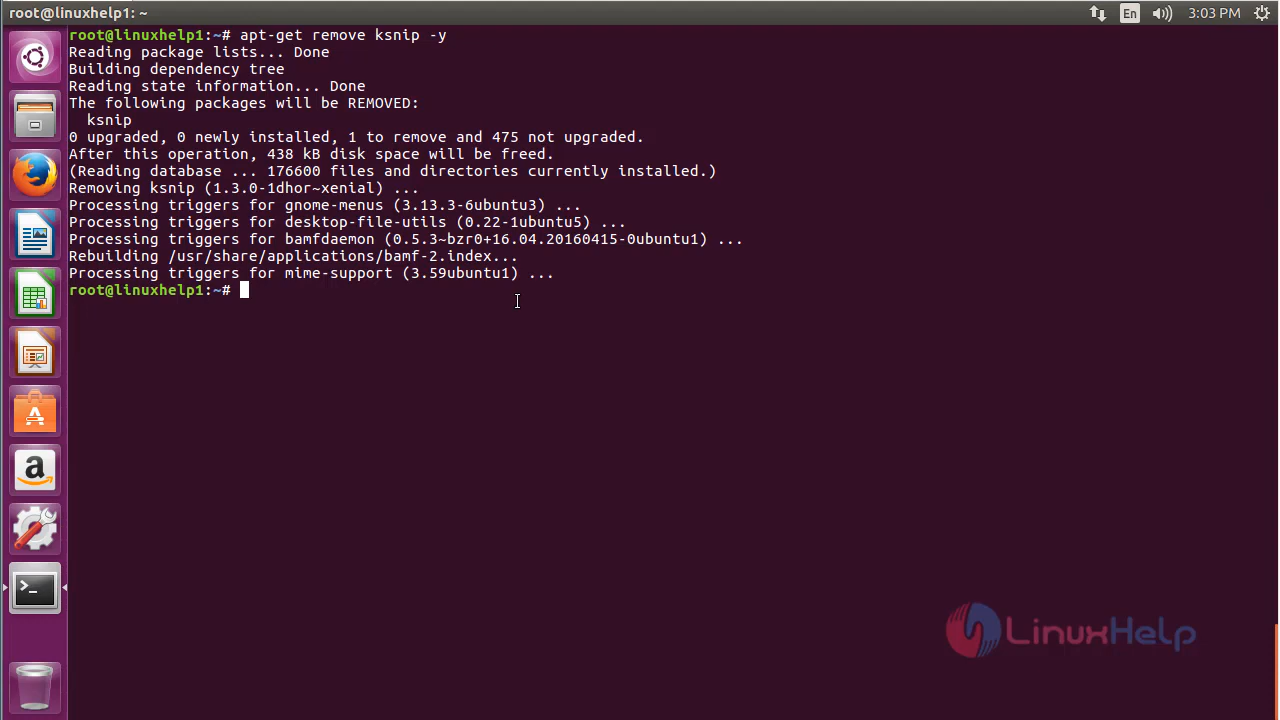 root@linuxhelp1: ~
En
3:03 PM
root@linuxhelp1:~# apt-get remove ksnip -y
Reading package lists... Done
Building dependency tree
Reading state information... Done
The following packages will be REMOVED:
  ksnip
0 upgraded, 0 newly installed, 1 to remove and 475 not upgraded.
After this operation, 438 kB disk space will be freed.
(Reading database ... 176600 files and directories currently installed.)
Removing ksnip (1.3.0-1dhor~xenial) ...
Processing triggers for gnome-menus (3.13.3-6ubuntu3) ...
Processing triggers for desktop-file-utils (0.22-1ubuntu5) ...
Processing triggers for bamfdaemon (0.5.3~bzr0+16.04.20160415-0ubuntu1) ...
Rebuilding /usr/share/applications/bamf-2.index...
Processing triggers for mime-support (3.59ubuntu1) ...
root@linuxhelp1:~#
LinuxHelp